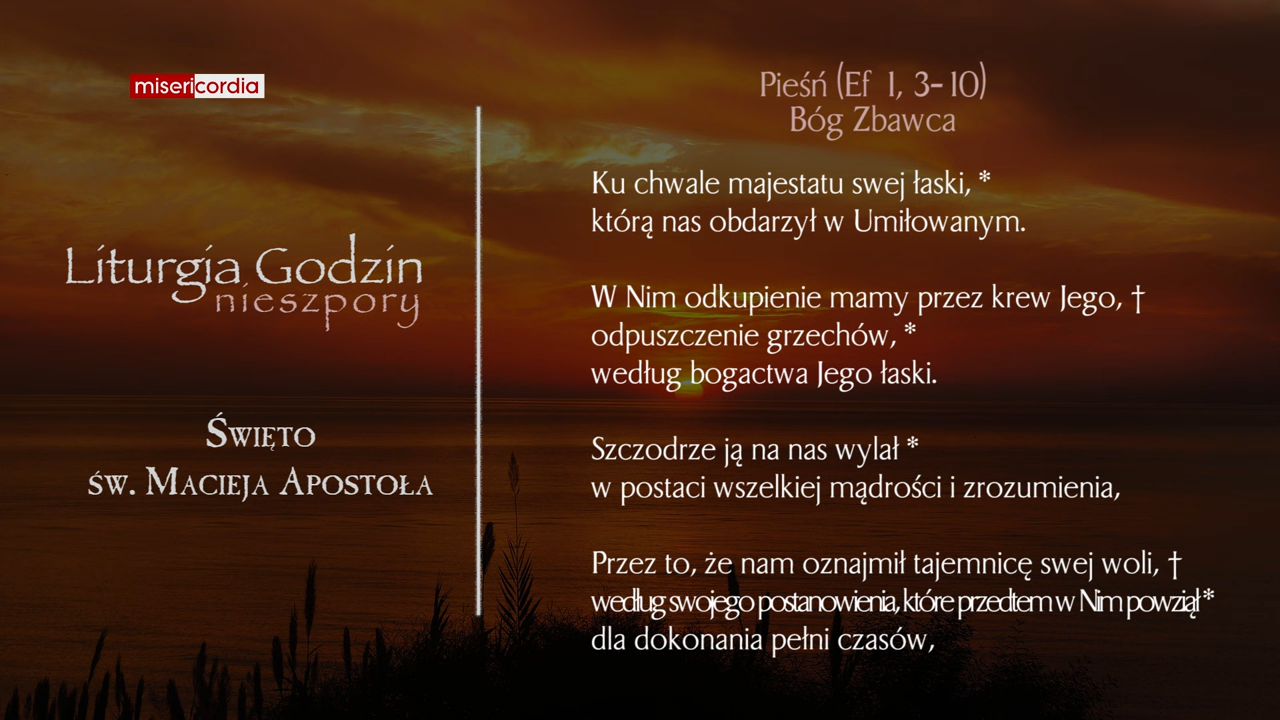 misericordia
Liturgia Godzin
nieszpory
Święto
św. Macieja Apostoła
Pieśń (Ef 1, 3-10)
Bóg Zbawca
Ku chwale majestatu swej łaski, *
którą nas obdarzył w Umiłowanym.
W Nim odkupienie mamy przez krew Jego, †
odpuszczenie grzechów, *
według bogactwa Jego łaski.
Szczodrze ją na nas wylał *
w postaci wszelkiej mądrości i zrozumienia,
Przez to, że nam oznajmił tajemnicę swej woli, †
według swojego postanowienia, które przedtem w Nim powziął *
dla dokonania pełni czasów,